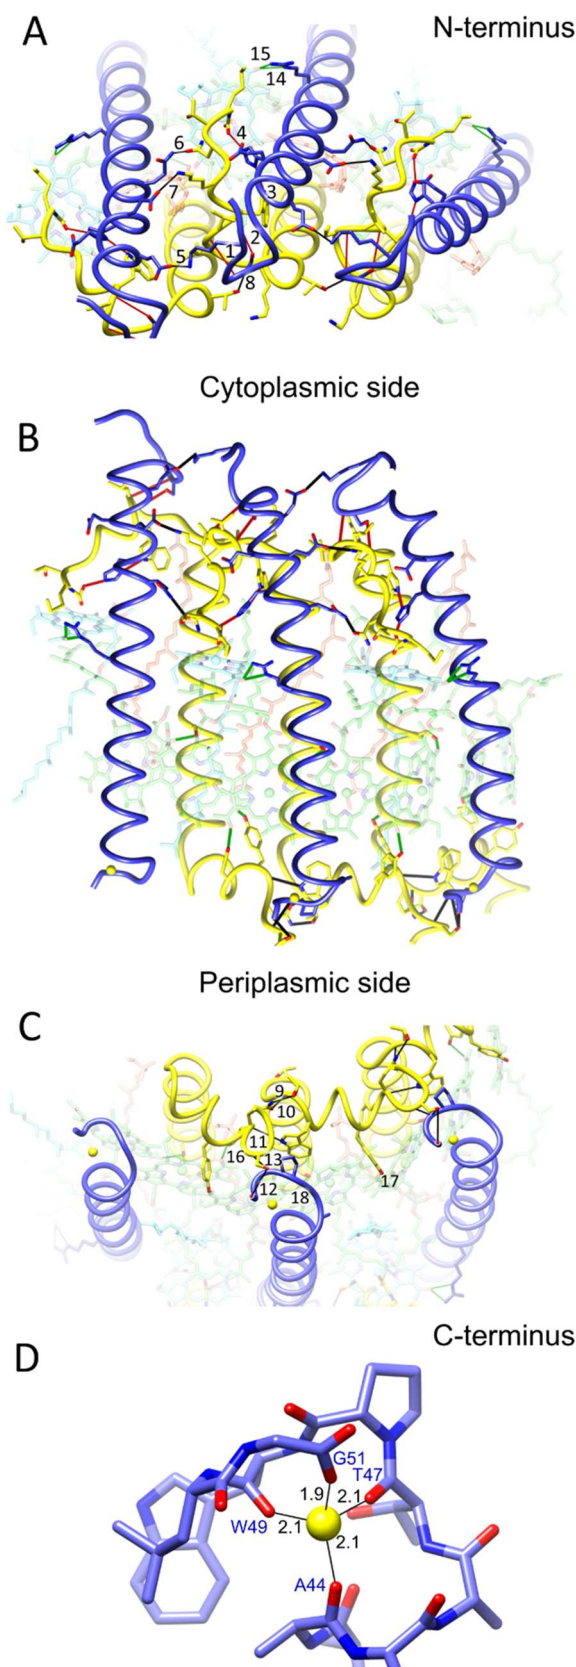 A
N-terminus
15
14
6
4
7
3
5
1
2
8
Cytoplasmic side
B
Periplasmic side
C
9
10
11
16
13
12
18
17
C-terminus
D
G51
T47
1.9
2.1
W49
2.1
2.1
A44